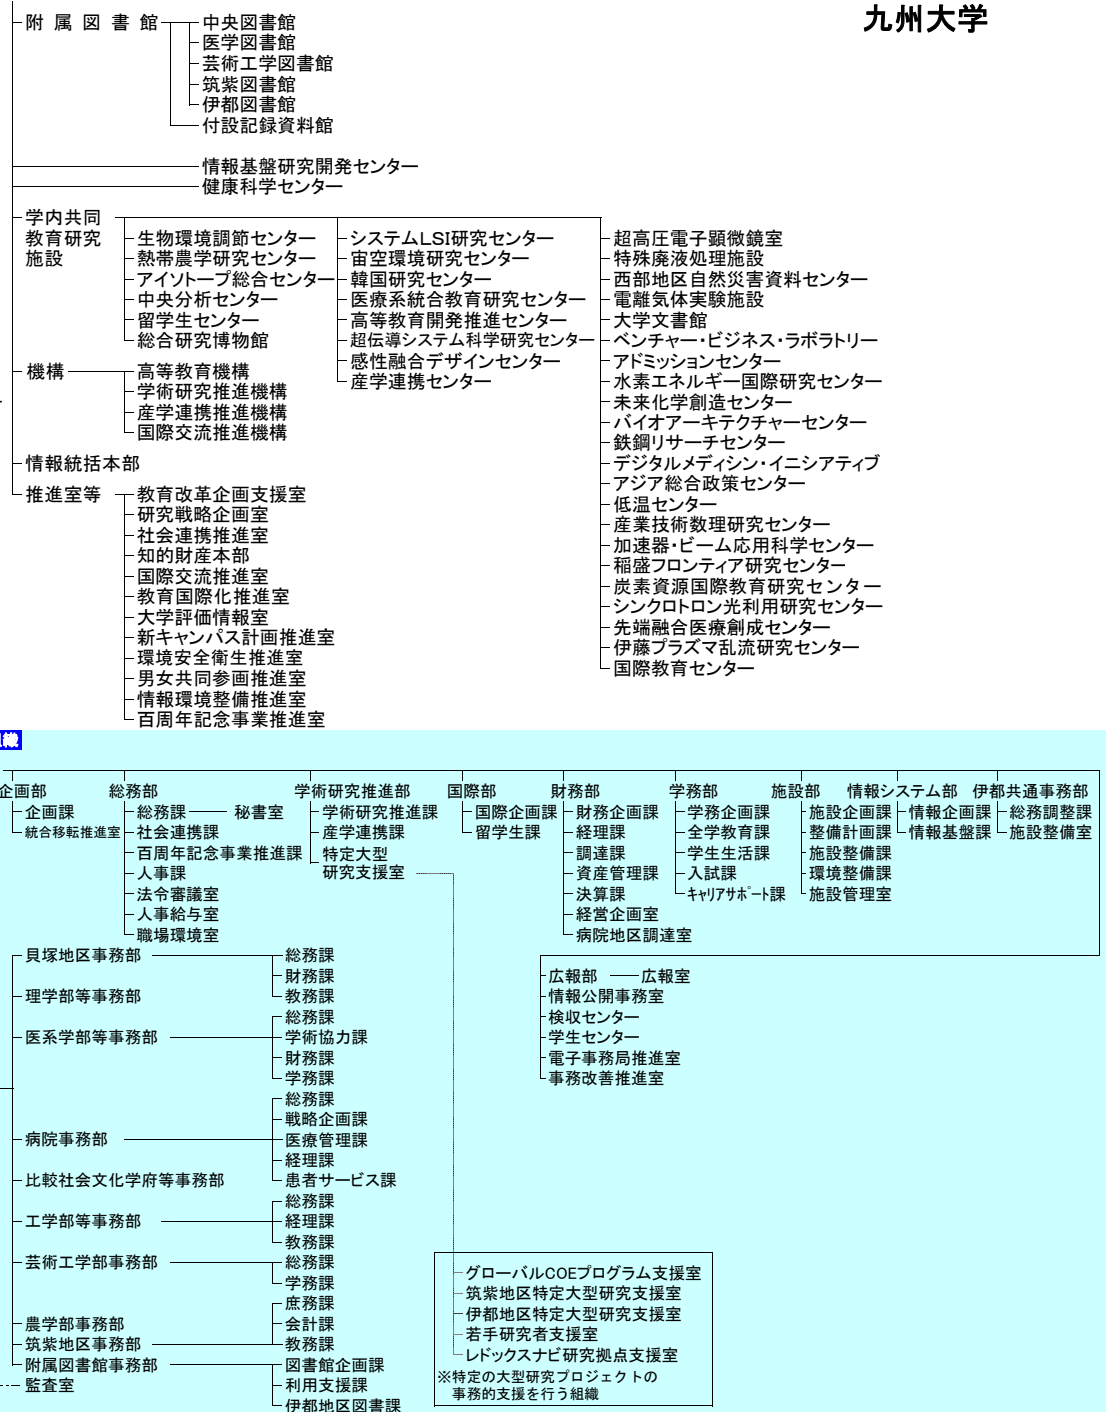 九州大学
附属図書館
中央図書館
医学図書館
芸術工学図書館
筑紫図書館
伊都図書館
付設記録資料館
情報基盤研究開発センター
健康科学センター
学内共同
教育研究
施設
生物環境調節センター
熱帯農学研究センター
アイソトープ総合センター
中央分析センター
留学生センター
総合研究博物館
システムLSI研究センター
宙空環境研究センター
韓国研究センター
医療系統合教育研究センター
高等教育開発推進センター
超伝導システム科学研究センター
感性融合デザインセンター
産学連携センター
超高圧電子顕微鏡室
特殊廃液処理施設
西部地区自然災害資料センター
電離気体実験施設
大学文書館
ベンチャー・ビジネス・ラボラトリー
アドミッションセンター
水素エネルギー国際研究センター
未来化学創造センター
バイオアーキテクチャーセンター
鉄鋼リサーチセンター
デジタルメディシン・イニシアティブ
アジア総合政策センター
低温センター
産業技術数理研究センター
加速器・ビーム応用科学センター
稲盛フロンティア研究センター
炭素資源国際教育研究センター
シンクロトロン光利用研究センター
先端融合医療創成センター
伊藤プラズマ乱流研究センター
国際教育センター
機構
高等教育機構
学術研究推進機構
産学連携推進機構
国際交流推進機構
情報統括本部
推進室等
教育改革企画支援室
研究戦略企画室
社会連携推進室
知的財産本部
国際交流推進室
教育国際化推進室
大学評価情報室
新キャンパス計画推進室
環境安全衛生推進室
男女共同参画推進室
情報環境整備推進室
百周年記念事業推進室
織
企画部
企画課
統合移転推進室
総務部
総務課
秘書室
社会連携課
百周年記念事業推進課
人事課
法令審議室
人事給与室
職場環境室
学術研究推進部
学術研究推進課
産学連携課
特定大型
研究支援室
国際部
国際企画課
留学生課
財務部
財務企画課
経理課
調達課
資産管理課
決算課
経営企画室
病院地区調達室
学務部
学務企画課
全学教育課
学生生活課
入試課
キャリアサポート課
施設部
施設企画課
整備計画課
施設整備課
環境整備課
施設管理室
情報システム部
情報企画課
情報基盤課
伊都共通事務部
総務調整課
施設整備室
広報部
広報室
情報公開事務室
検収センター
学生センター
電子事務局推進室
事務改善推進室
貝塚地区事務部
総務課
財務課
教務課
理学部等事務部
医系学部等事務部
総務課
学術協力課
財務課
学務課
病院事務部
総務課
戦略企画課
医療管理課
経理課
患者サービス課
比較社会文化学府等事務部
工学部等事務部
総務課
経理課
教務課
芸術工学部事務部
総務課
学務課
農学部事務部
筑紫地区事務部
庶務課
会計課
教務課
附属図書館事務部
図書館企画課
利用支援課
伊都地区図書課
監査室
グローバルCOEプログラム支援室
筑紫地区特定大型研究支援室
伊都地区特定大型研究支援室
若手研究者支援室
レドックスナビ研究拠点支援室
※特定の大型研究プロジェクトの
事務的支援を行う組織